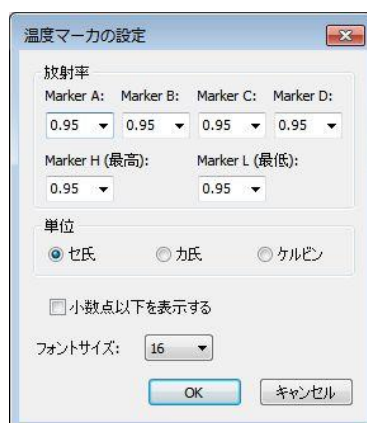 温度マーカの設定
放射率
Marker A: Marker B: Marker C: Marker D:
0.95 0.95 0.95 0.95
Marker H (最高): Marker L (最低):
0.95 0.95
単位
セ氏 カ氏 ケルビン
小数点以下を表示する
フォントサイズ: 16
OK キャンセル